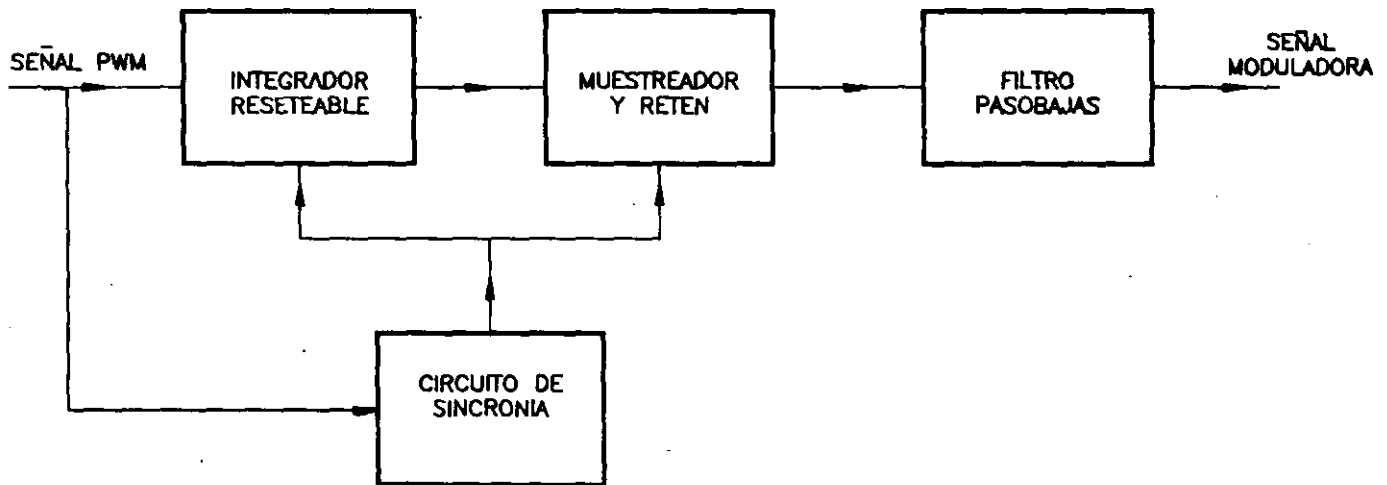 SEÑAL PWM
INTEGRADOR
RESETEABLE
MUESTREADOR
Y RETEN
FILTRO
PASOBAJAS
SEÑAL
MODULADORA
CIRCUITO DE
SINCRONIA